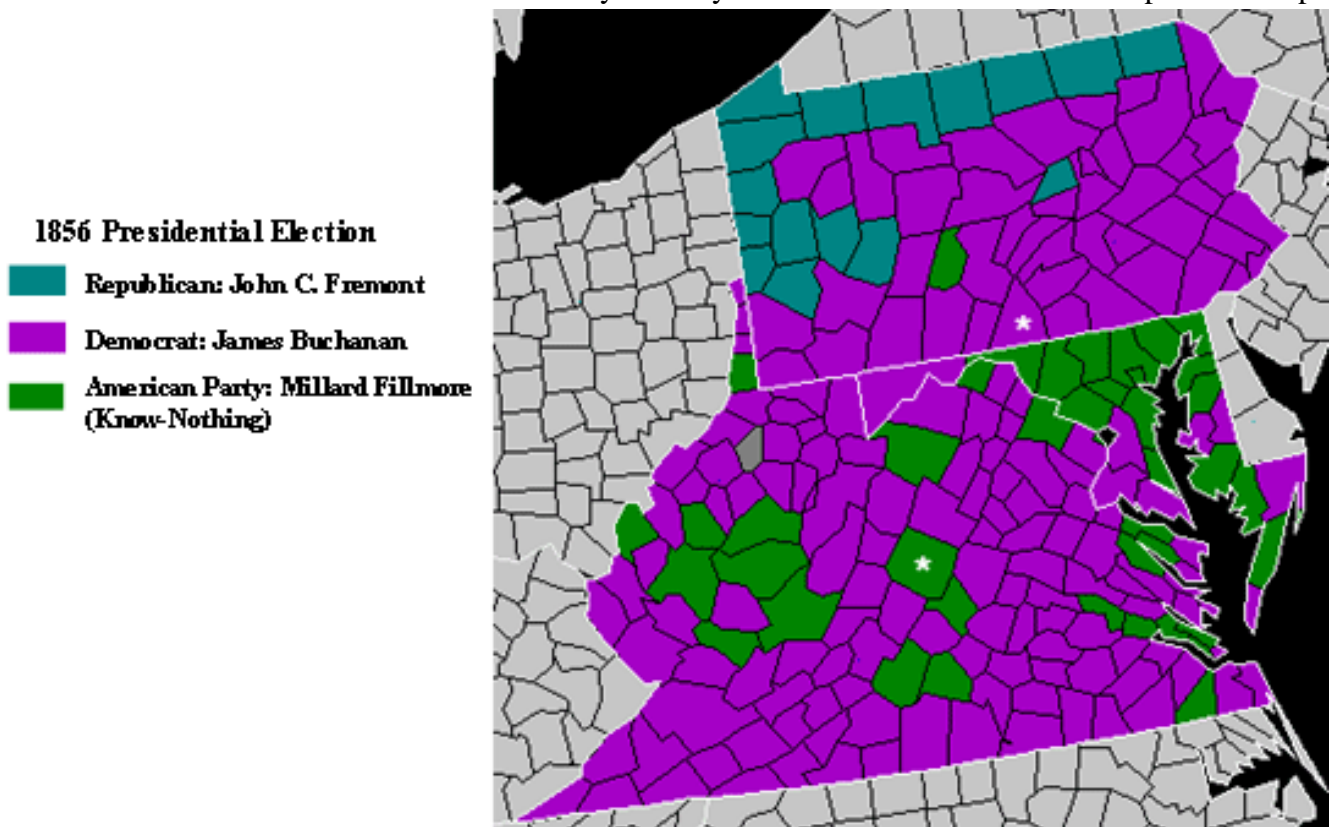 1856 Presidential Election
Republican: John C. Fremont
Democrat: James Buchanan
American Party: Millard Fillmore
(Know-Nothing)